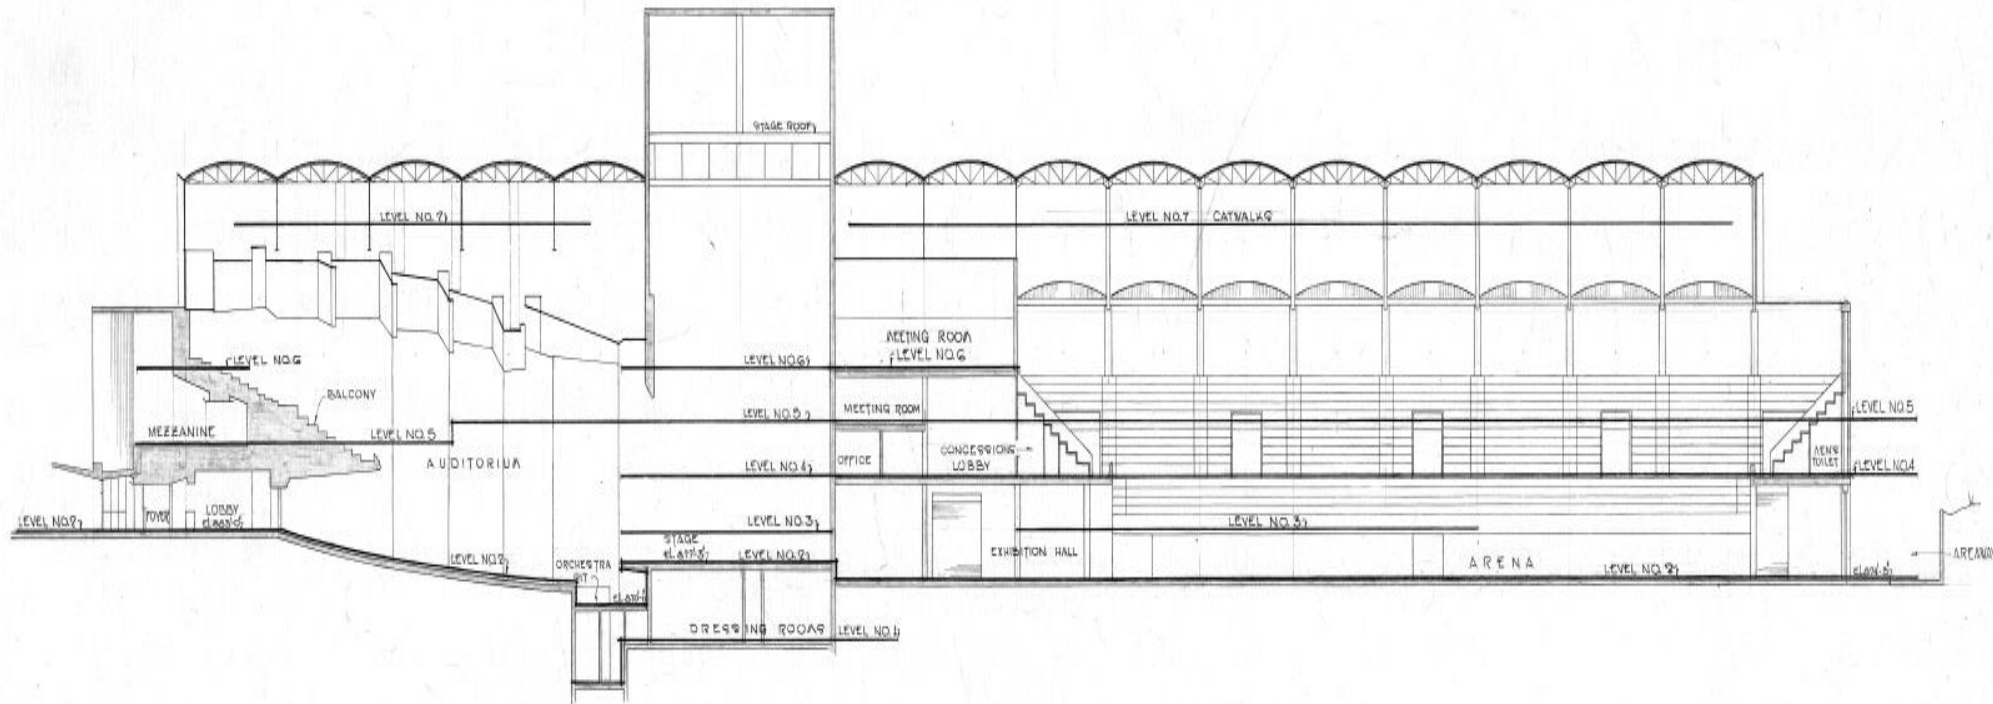 STAGE ROOF
LEVEL NO. 7
LEVEL NO. 7 CATWALKS
MEETING ROOM
LEVEL NO. 6
LEVEL NO. 6
LEVEL NO. 6
BALCONY
MEZZANINE
LEVEL NO. 5
AUDITORIUM
LEVEL NO. 5
MEETING ROOM
LEVEL NO. 5
OFFICE
CONCESSIONS
LOBBY
MEN'S
TOILET
LEVEL NO. 4
LEVEL NO. 4
LEVEL NO. 2
FOYER
LOBBY
LEVEL NO. 3
LEVEL NO. 3
STAGE
LEVEL NO. 2
LEVEL NO. 2
ORCHESTRA
PIT
EXHIBITION HALL
ARENA
LEVEL NO. 2
DRESSING ROOMS
LEVEL NO. 1